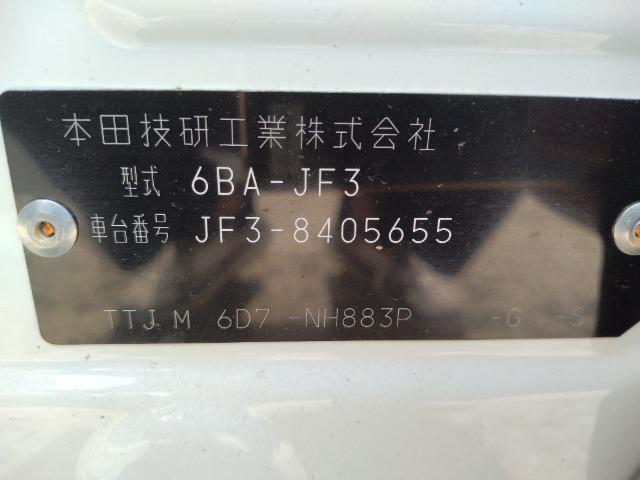 本田技研工業株式会社
型式 6BA-JF3
車台番号 JF3-8405655
TTJM 6D7 -NH883P -G -S